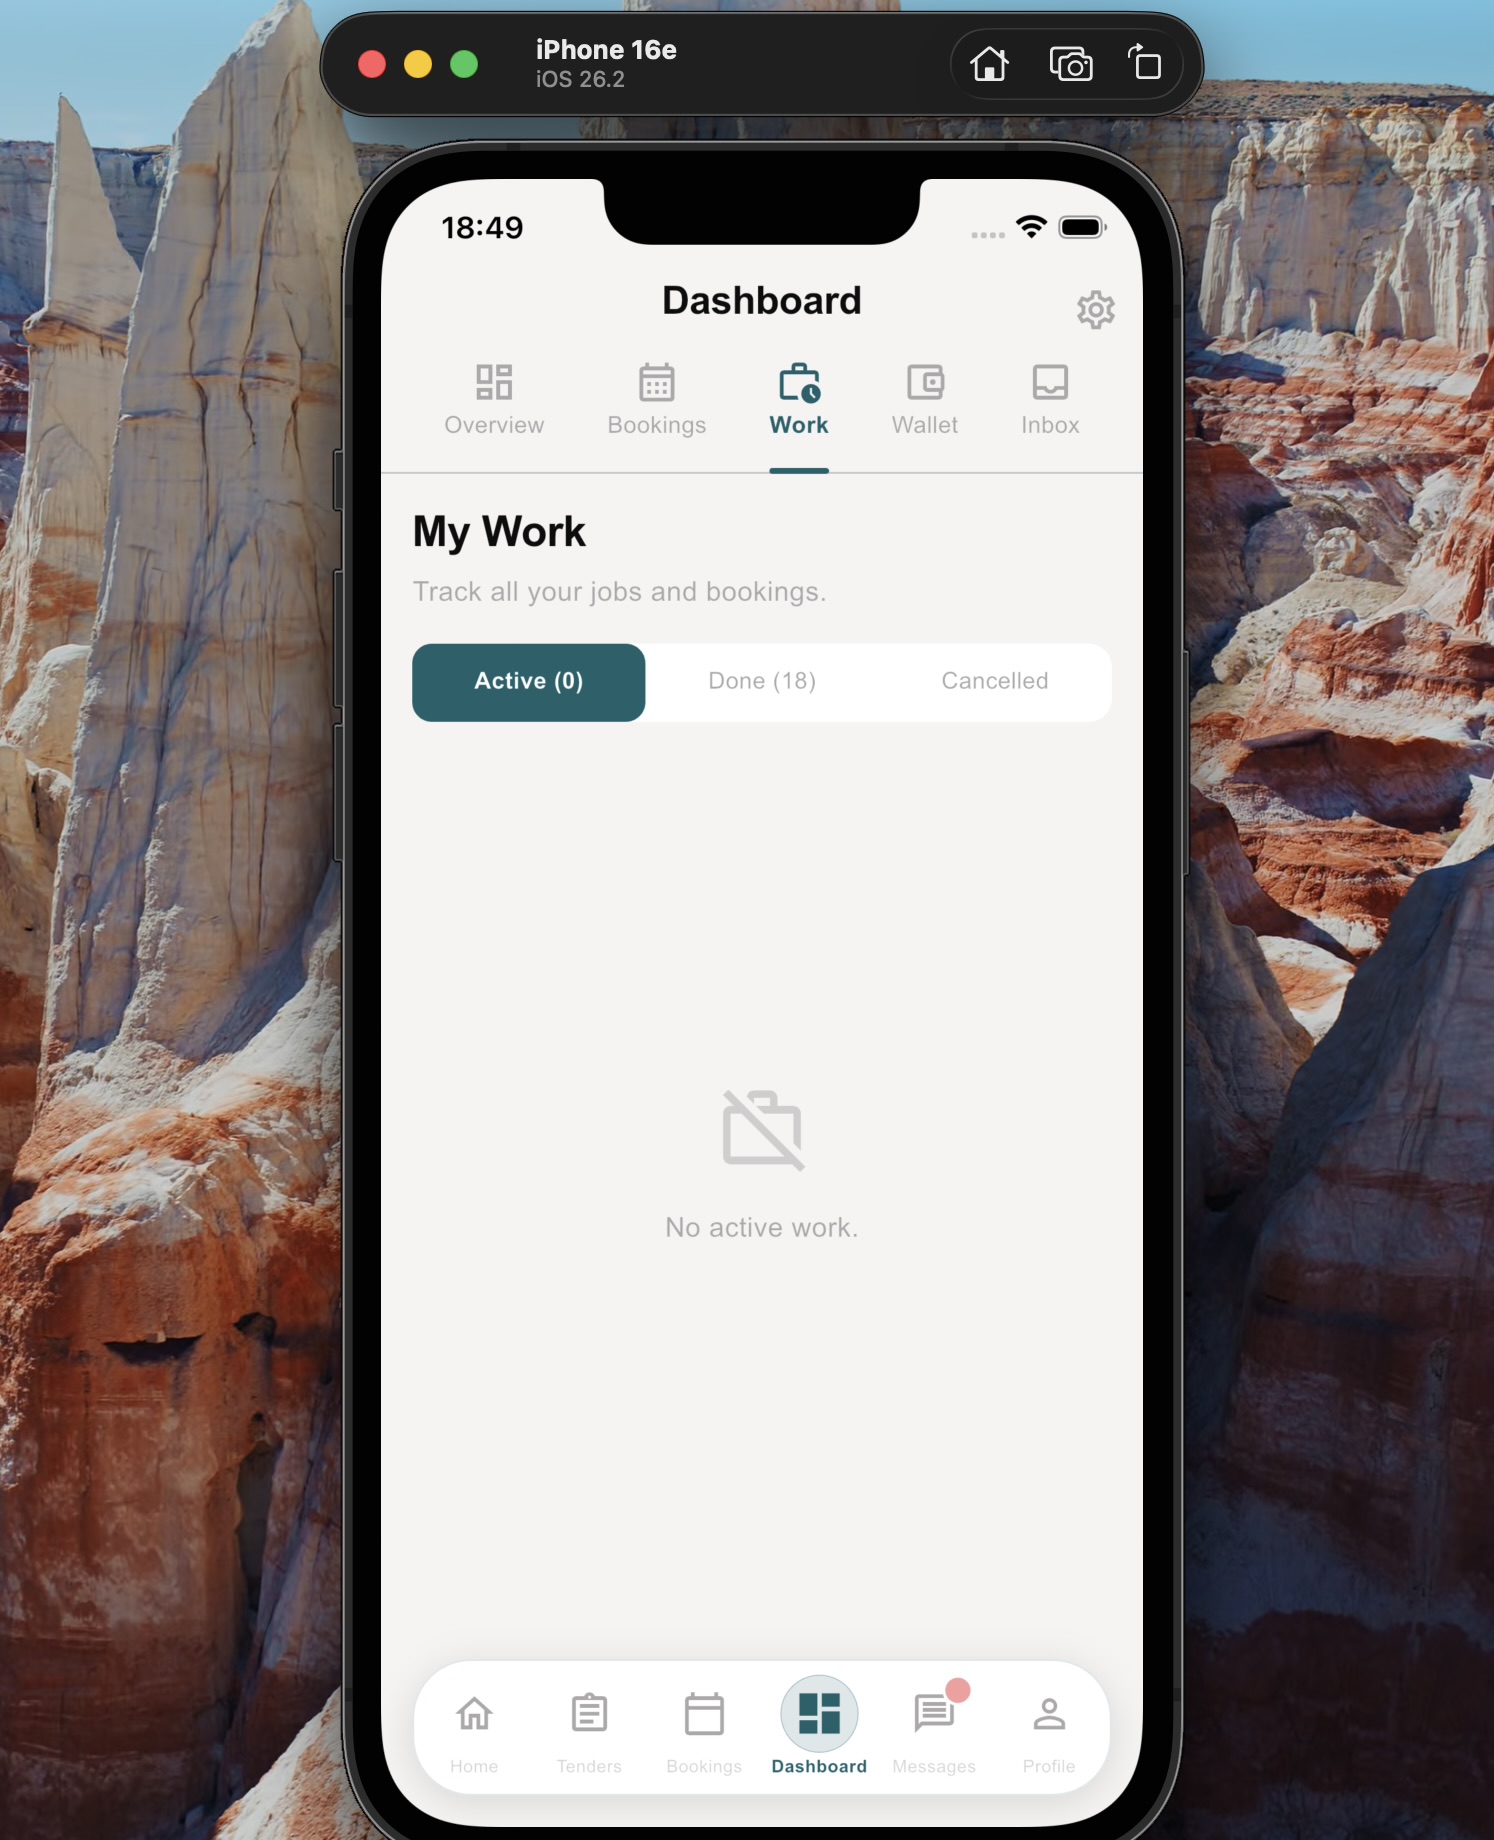 iPhone 16e
iOS 26.2
18:49
Dashboard
Overview
Bookings
Work
Wallet
Inbox
My Work
Track all your jobs and bookings.
Active (0)
Done (18)
Cancelled
No active work.
Home
Tenders
Bookings
Dashboard
Messages
Profile